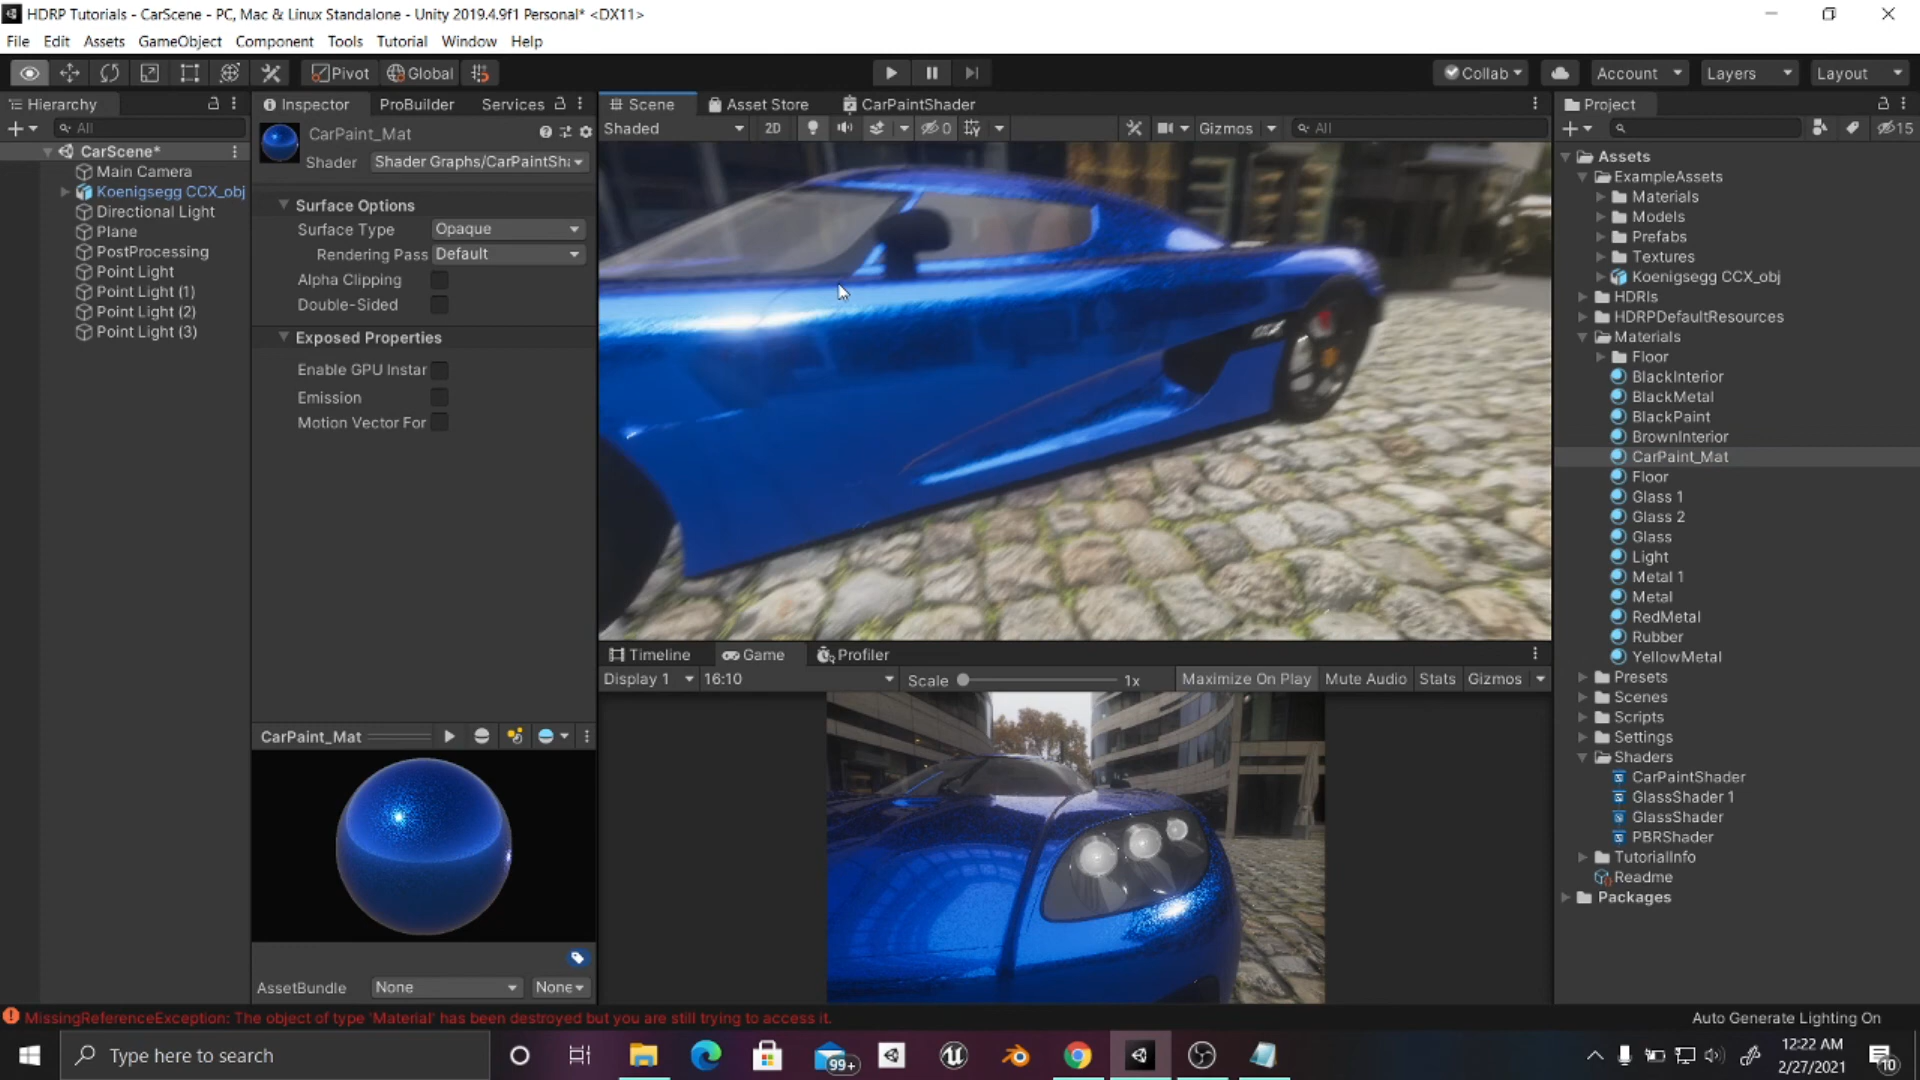 HDRP Tutorials - CarScene - PC, Mac & Linux Standalone - Unity 2019.4.9f1 Personal* <DX11>
File Edit Assets GameObject Component Tools Tutorial Window Help
Pivot Global Collab Account Layers Layout
Hierarchy
All
CarScene*
Main Camera
Koenigsegg CCX_obj
Directional Light
Plane
PostProcessing
Point Light
Point Light (1)
Point Light (2)
Point Light (3)
Inspector ProBuilder Services
CarPaint_Mat
Shader Shader Graphs/CarPaintSha
Surface Options
Surface Type Opaque
Rendering Pass Default
Alpha Clipping
Double-Sided
Exposed Properties
Enable GPU Instar
Emission
Motion Vector For
CarPaint_Mat
AssetBundle None None
Scene Asset Store CarPaintShader
Shaded 2D 0 Gizmos All
CCX
Timeline Game Profiler
Display 1 16:10 Scale 1x Maximize On Play Mute Audio Stats Gizmos
Project
15
Assets
ExampleAssets
Materials
Models
Prefabs
Textures
Koenigsegg CCX_obj
HDRIs
HDRPDefaultResources
Materials
Floor
BlackInterior
BlackMetal
BlackPaint
BrownInterior
CarPaint_Mat
Floor
Glass 1
Glass 2
Glass
Light
Metal 1
Metal
RedMetal
Rubber
YellowMetal
Presets
Scenes
Scripts
Settings
Shaders
CarPaintShader
GlassShader 1
GlassShader
PBRShader
TutorialInfo
Readme
Packages
MissingReferenceException: The object of type 'Material' has been destroyed but you are still trying to access it.
Auto Generate Lighting On
Type here to search
99+
12:22 AM
2/27/2021
10